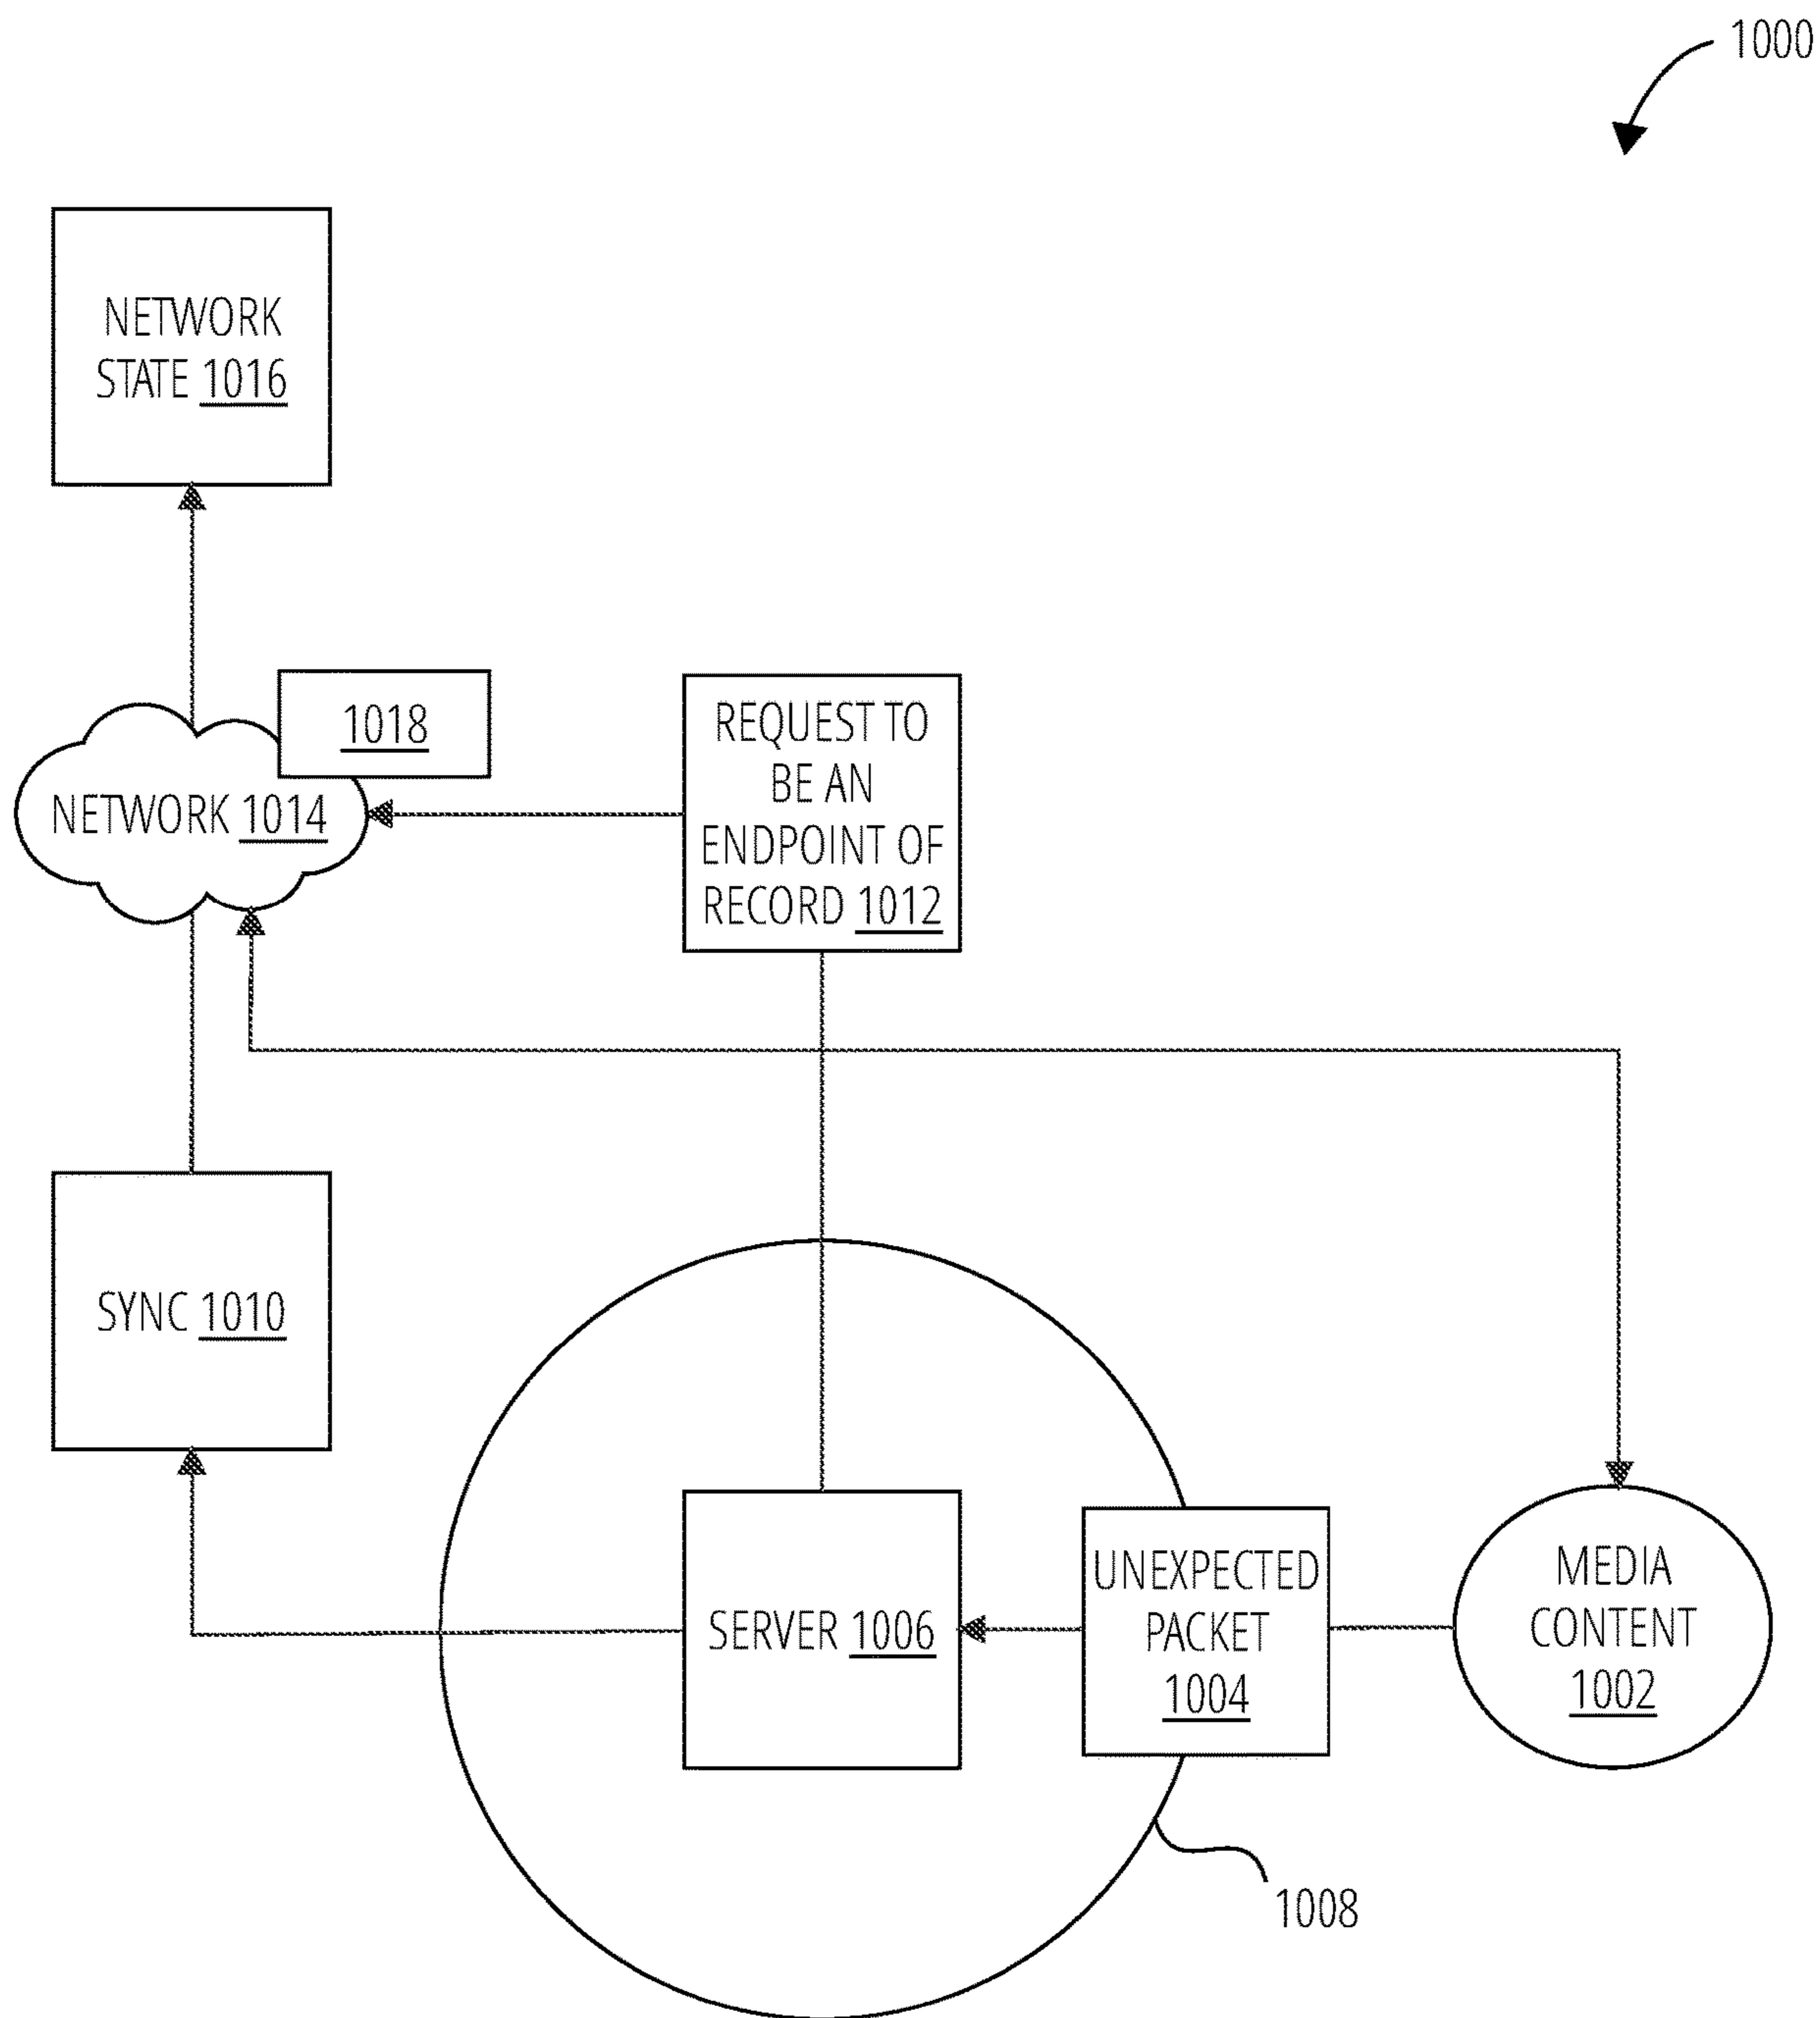 1000
NETWORK
STATE 1016
1018
NETWORK 1014
REQUEST TO
BE AN
ENDPOINT OF
RECORD 1012
SYNC 1010
SERVER 1006
UNEXPECTED
PACKET
1004
MEDIA
CONTENT
1002
1008